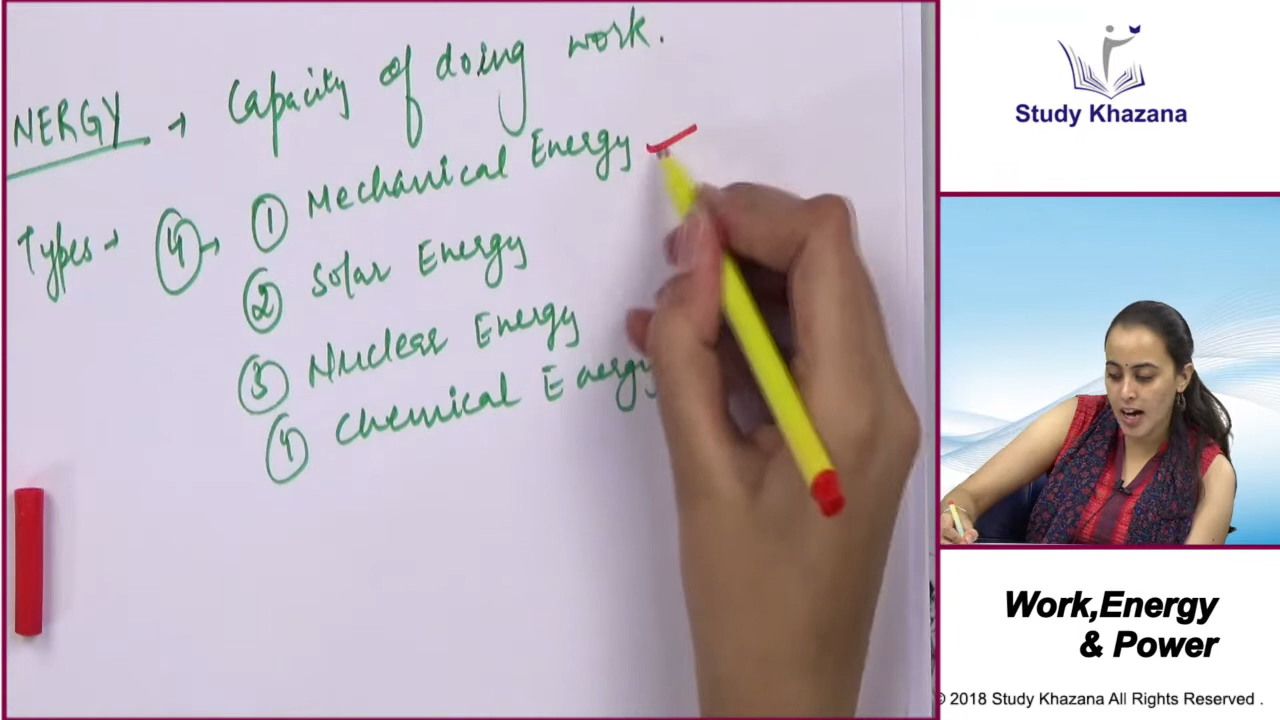 NERGY → Capacity of doing work.
Types → 4 → 1 Mechanical Energy
2 Solar Energy
3 Nuclear Energy
4 Chemical Energy
Study Khazana
Work,Energy
& Power
© 2018 Study Khazana All Rights Reserved .